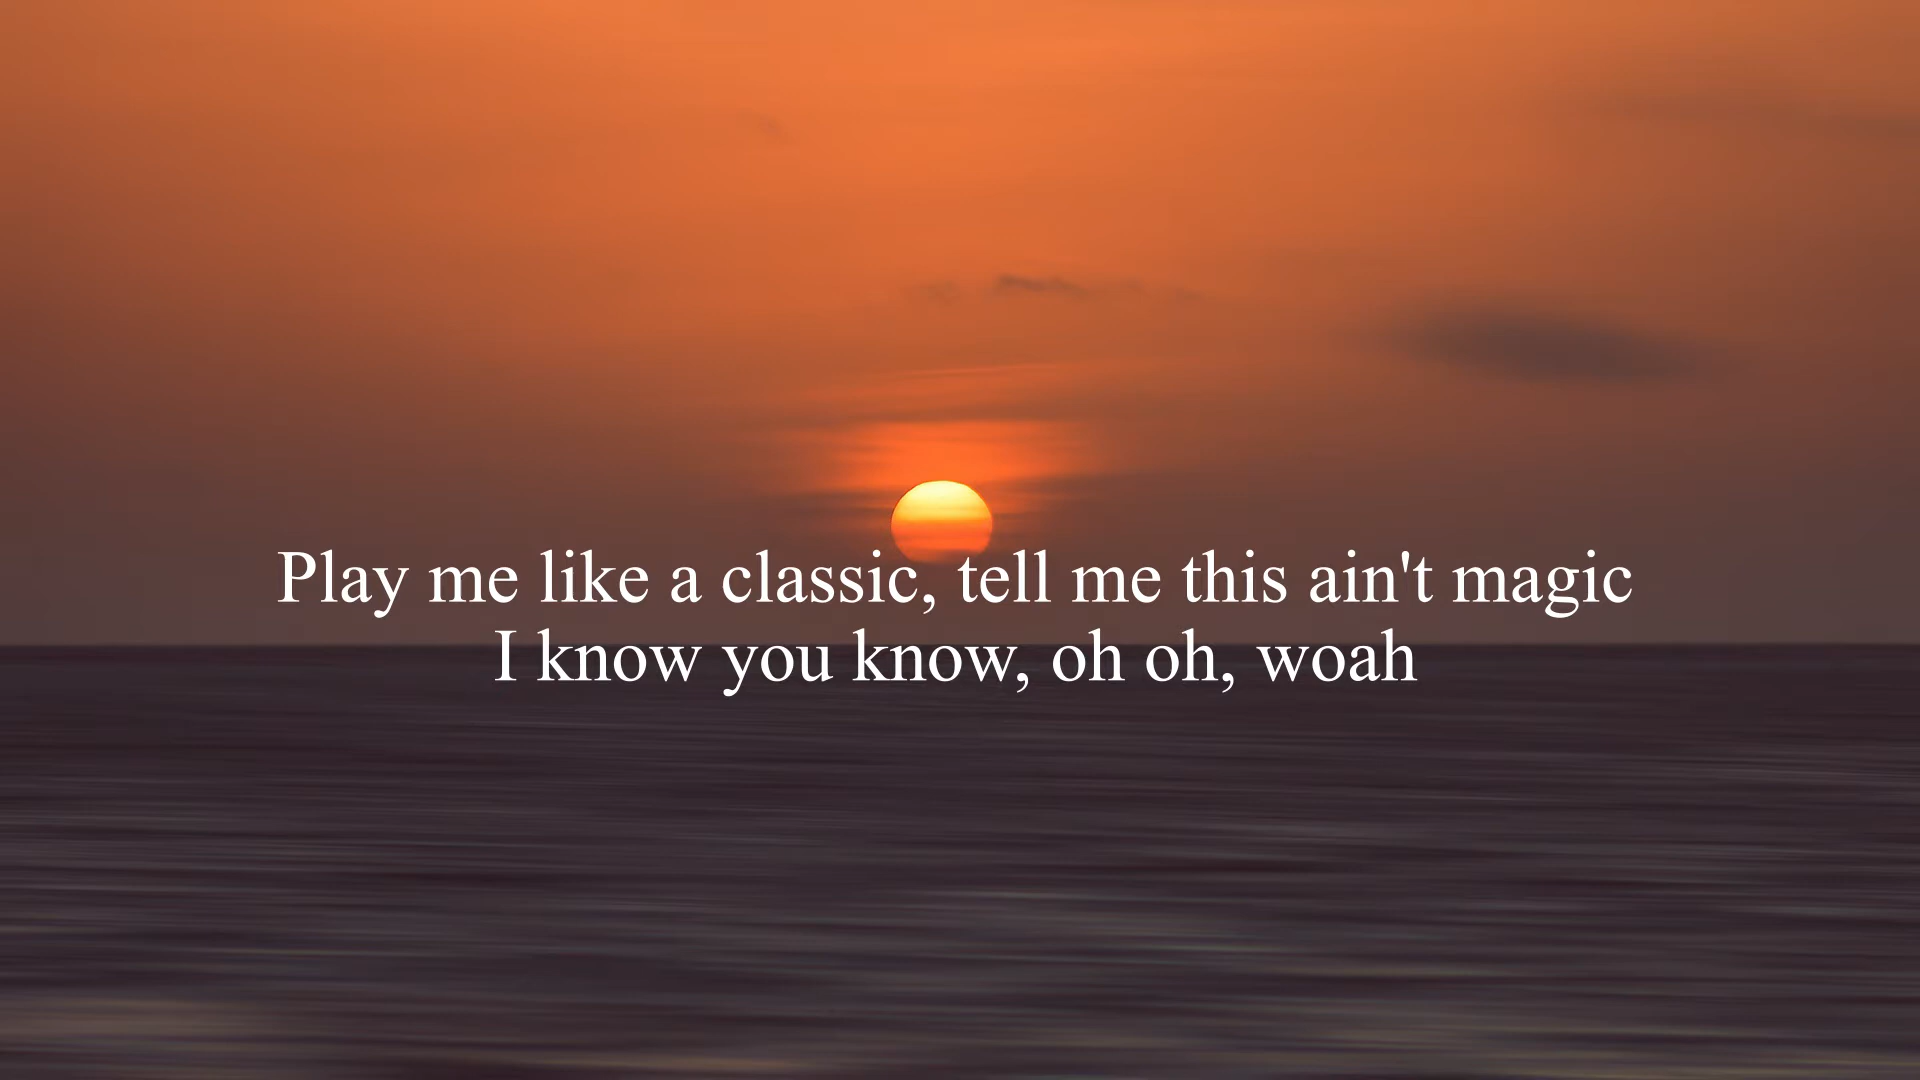 Play me like a classic, tell me this ain't magic
I know you know, oh oh, woah